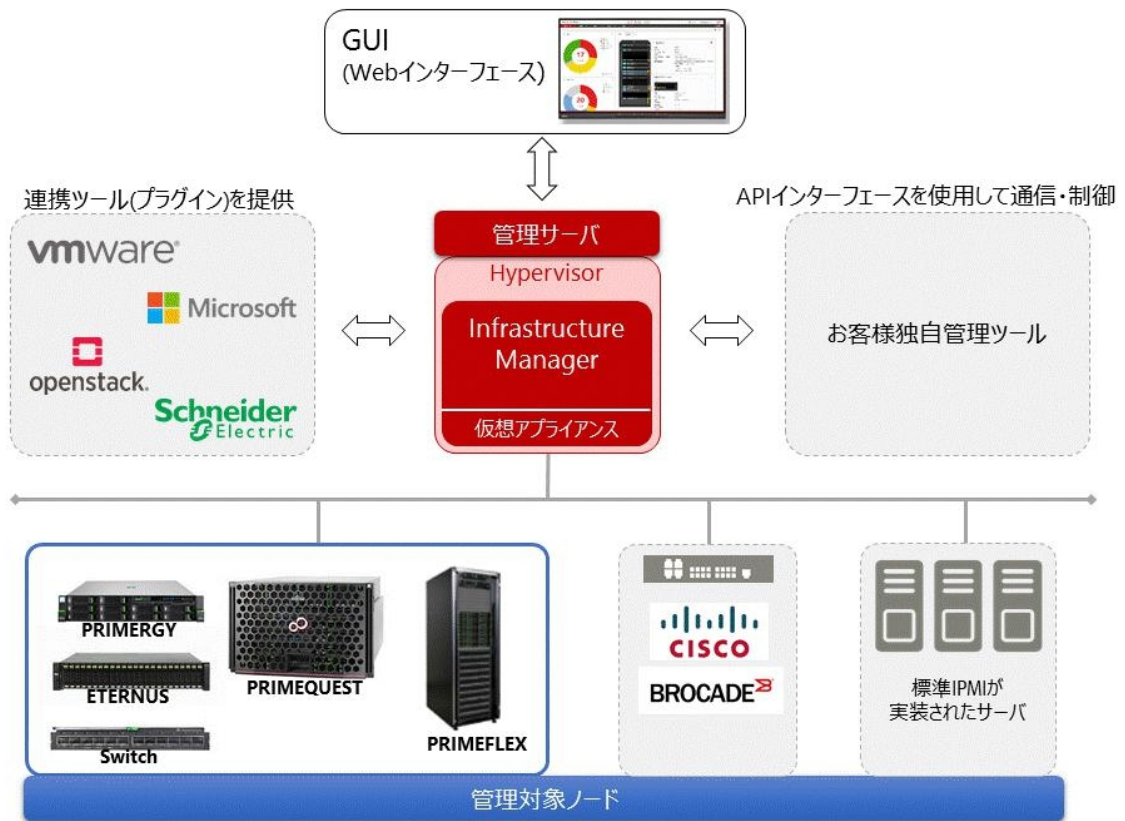 GUI
(Webインターフェース)
連携ツール(プラグイン)を提供
APIインターフェースを使用して通信・制御
vmware®
Microsoft
openstack.
Schneider
Electric
管理サーバ
Hypervisor
Infrastructure
Manager
仮想アプライアンス
お客様独自管理ツール
PRIMERGY
ETERNUS
Switch
PRIMEQUEST
PRIMEFLEX
CISCO
BROCADE
標準IPMIが
実装されたサーバ
管理対象ノード